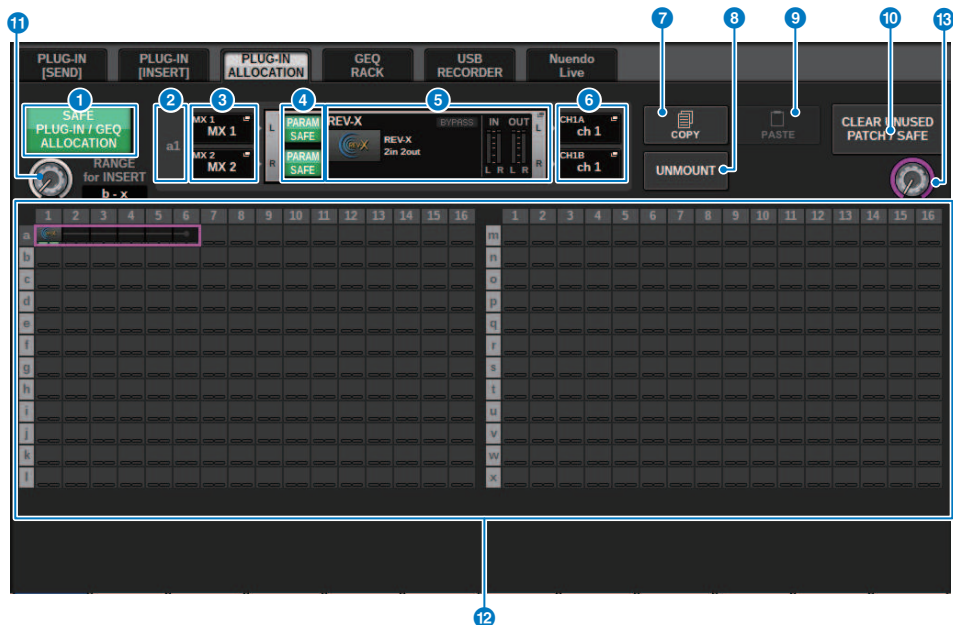 7 8 9 10
11 13
PLUG-IN [SEND]
PLUG-IN [INSERT]
PLUG-IN ALLOCATION
GEQ RACK
USB RECORDER
Nuendo Live
1 2 3 4 5 6
SAFE
PLUG-IN / GEQ
ALLOCATION
RANGE
for INSERT
b - x
a1
MX 1
MX 1
MX 2
MX 2
L
R
PARAM
SAFE
PARAM
SAFE
REV-X
BYPASS
REV-X
REV-X
2in 2out
IN OUT
L R L R
L
R
CH1A
ch 1
CH1B
ch 1
COPY
PASTE
UNMOUNT
CLEAR UNUSED
PATCH / SAFE
1 2 3 4 5 6 7 8 9 10 11 12 13 14 15 16
a
b
c
d
e
f
g
h
i
j
k
l
1 2 3 4 5 6 7 8 9 10 11 12 13 14 15 16
m
n
o
p
q
r
s
t
u
v
w
x
12